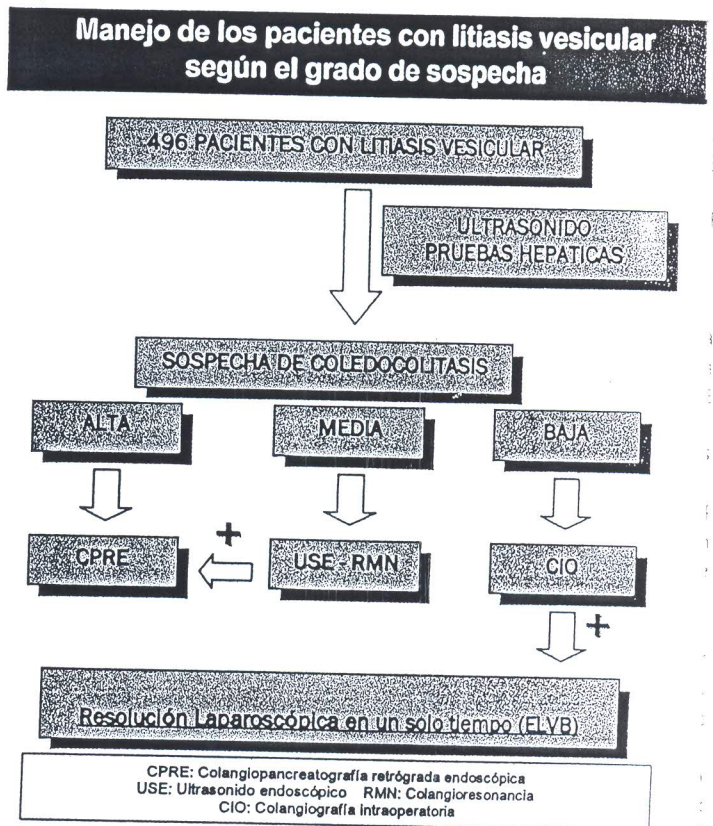 Manejo de los pacientes con litiasis vesicular
según el grado de sospecha
496 PACIENTES CON LITIASIS VESICULAR
ULTRASONIDO
PRUEBAS HEPATICAS
SOSPECHA DE COLEDOCOLITASIS
ALTA
MEDIA
BAJA
+
CPRE
USE - RMN
CIO
+
Resolución Laparoscópica en un solo tiempo (ELVB)
CPRE: Colangiopancreatografía retrógrada endoscópica
USE: Ultrasonido endoscópico RMN: Colangioresonancia
CIO: Colangiografía intraoperatoria